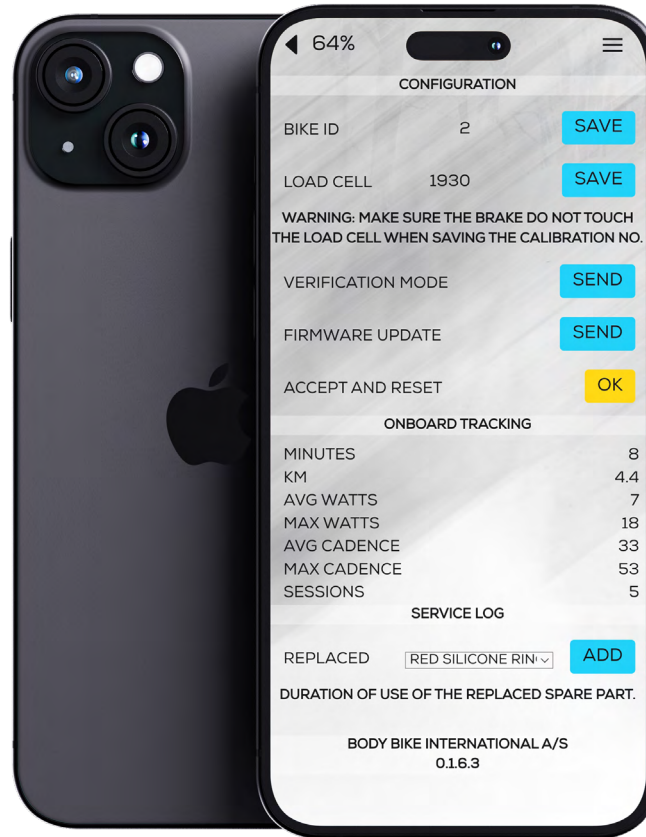 64%
CONFIGURATION
BIKE ID 2 SAVE
LOAD CELL 1930 SAVE
WARNING: MAKE SURE THE BRAKE DO NOT TOUCH
THE LOAD CELL WHEN SAVING THE CALIBRATION NO.
VERIFICATION MODE SEND
FIRMWARE UPDATE SEND
ACCEPT AND RESET OK
ONBOARD TRACKING
MINUTES 8
KM 4.4
AVG WATTS 7
MAX WATTS 18
AVG CADENCE 33
MAX CADENCE 53
SESSIONS 5
SERVICE LOG
REPLACED RED SILICONE RIN ADD
DURATION OF USE OF THE REPLACED SPARE PART.
BODY BIKE INTERNATIONAL A/S
0.1.6.3